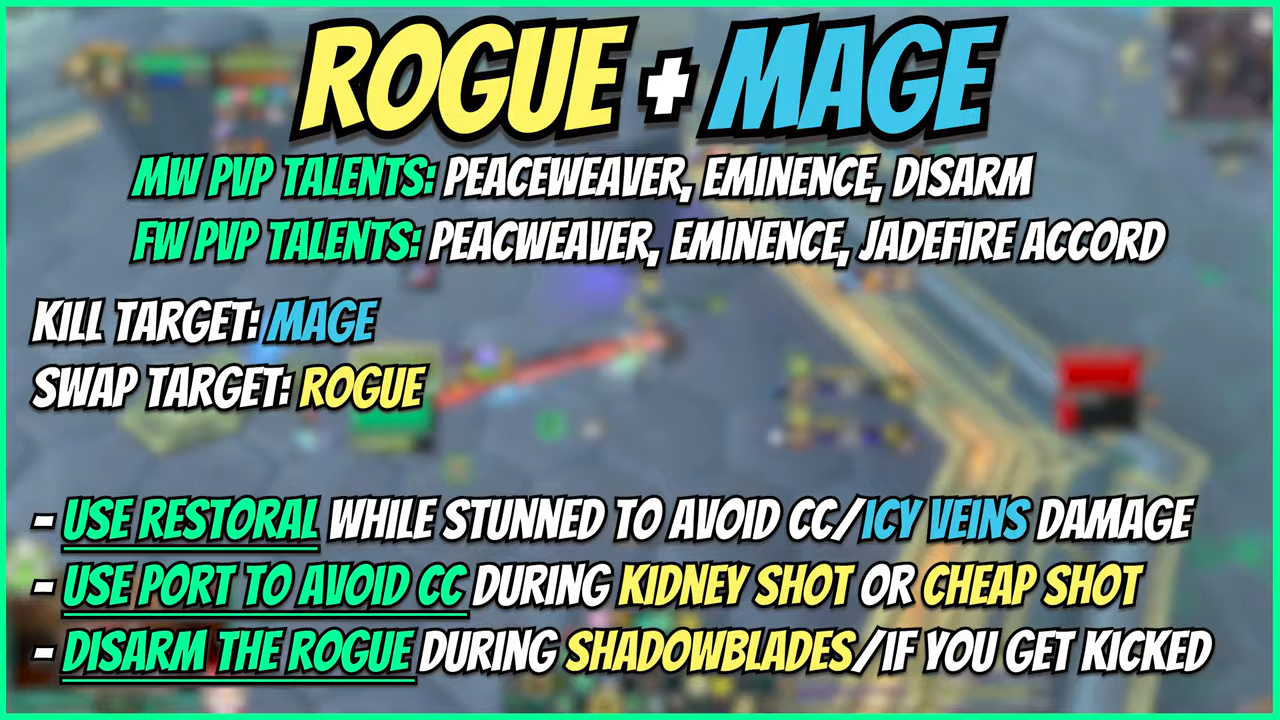 ROGUE + MAGE
MW PVP TALENTS: PEACEWEAVER, EMINENCE, DISARM
FW PVP TALENTS: PEACWEAVER, EMINENCE, JADEFIRE ACCORD
KILL TARGET: MAGE
SWAP TARGET: ROGUE
- USE RESTORAL WHILE STUNNED TO AVOID CC/ICY VEINS DAMAGE
- USE PORT TO AVOID CC DURING KIDNEY SHOT OR CHEAP SHOT
- DISARM THE ROGUE DURING SHADOWBLADES/IF YOU GET KICKED